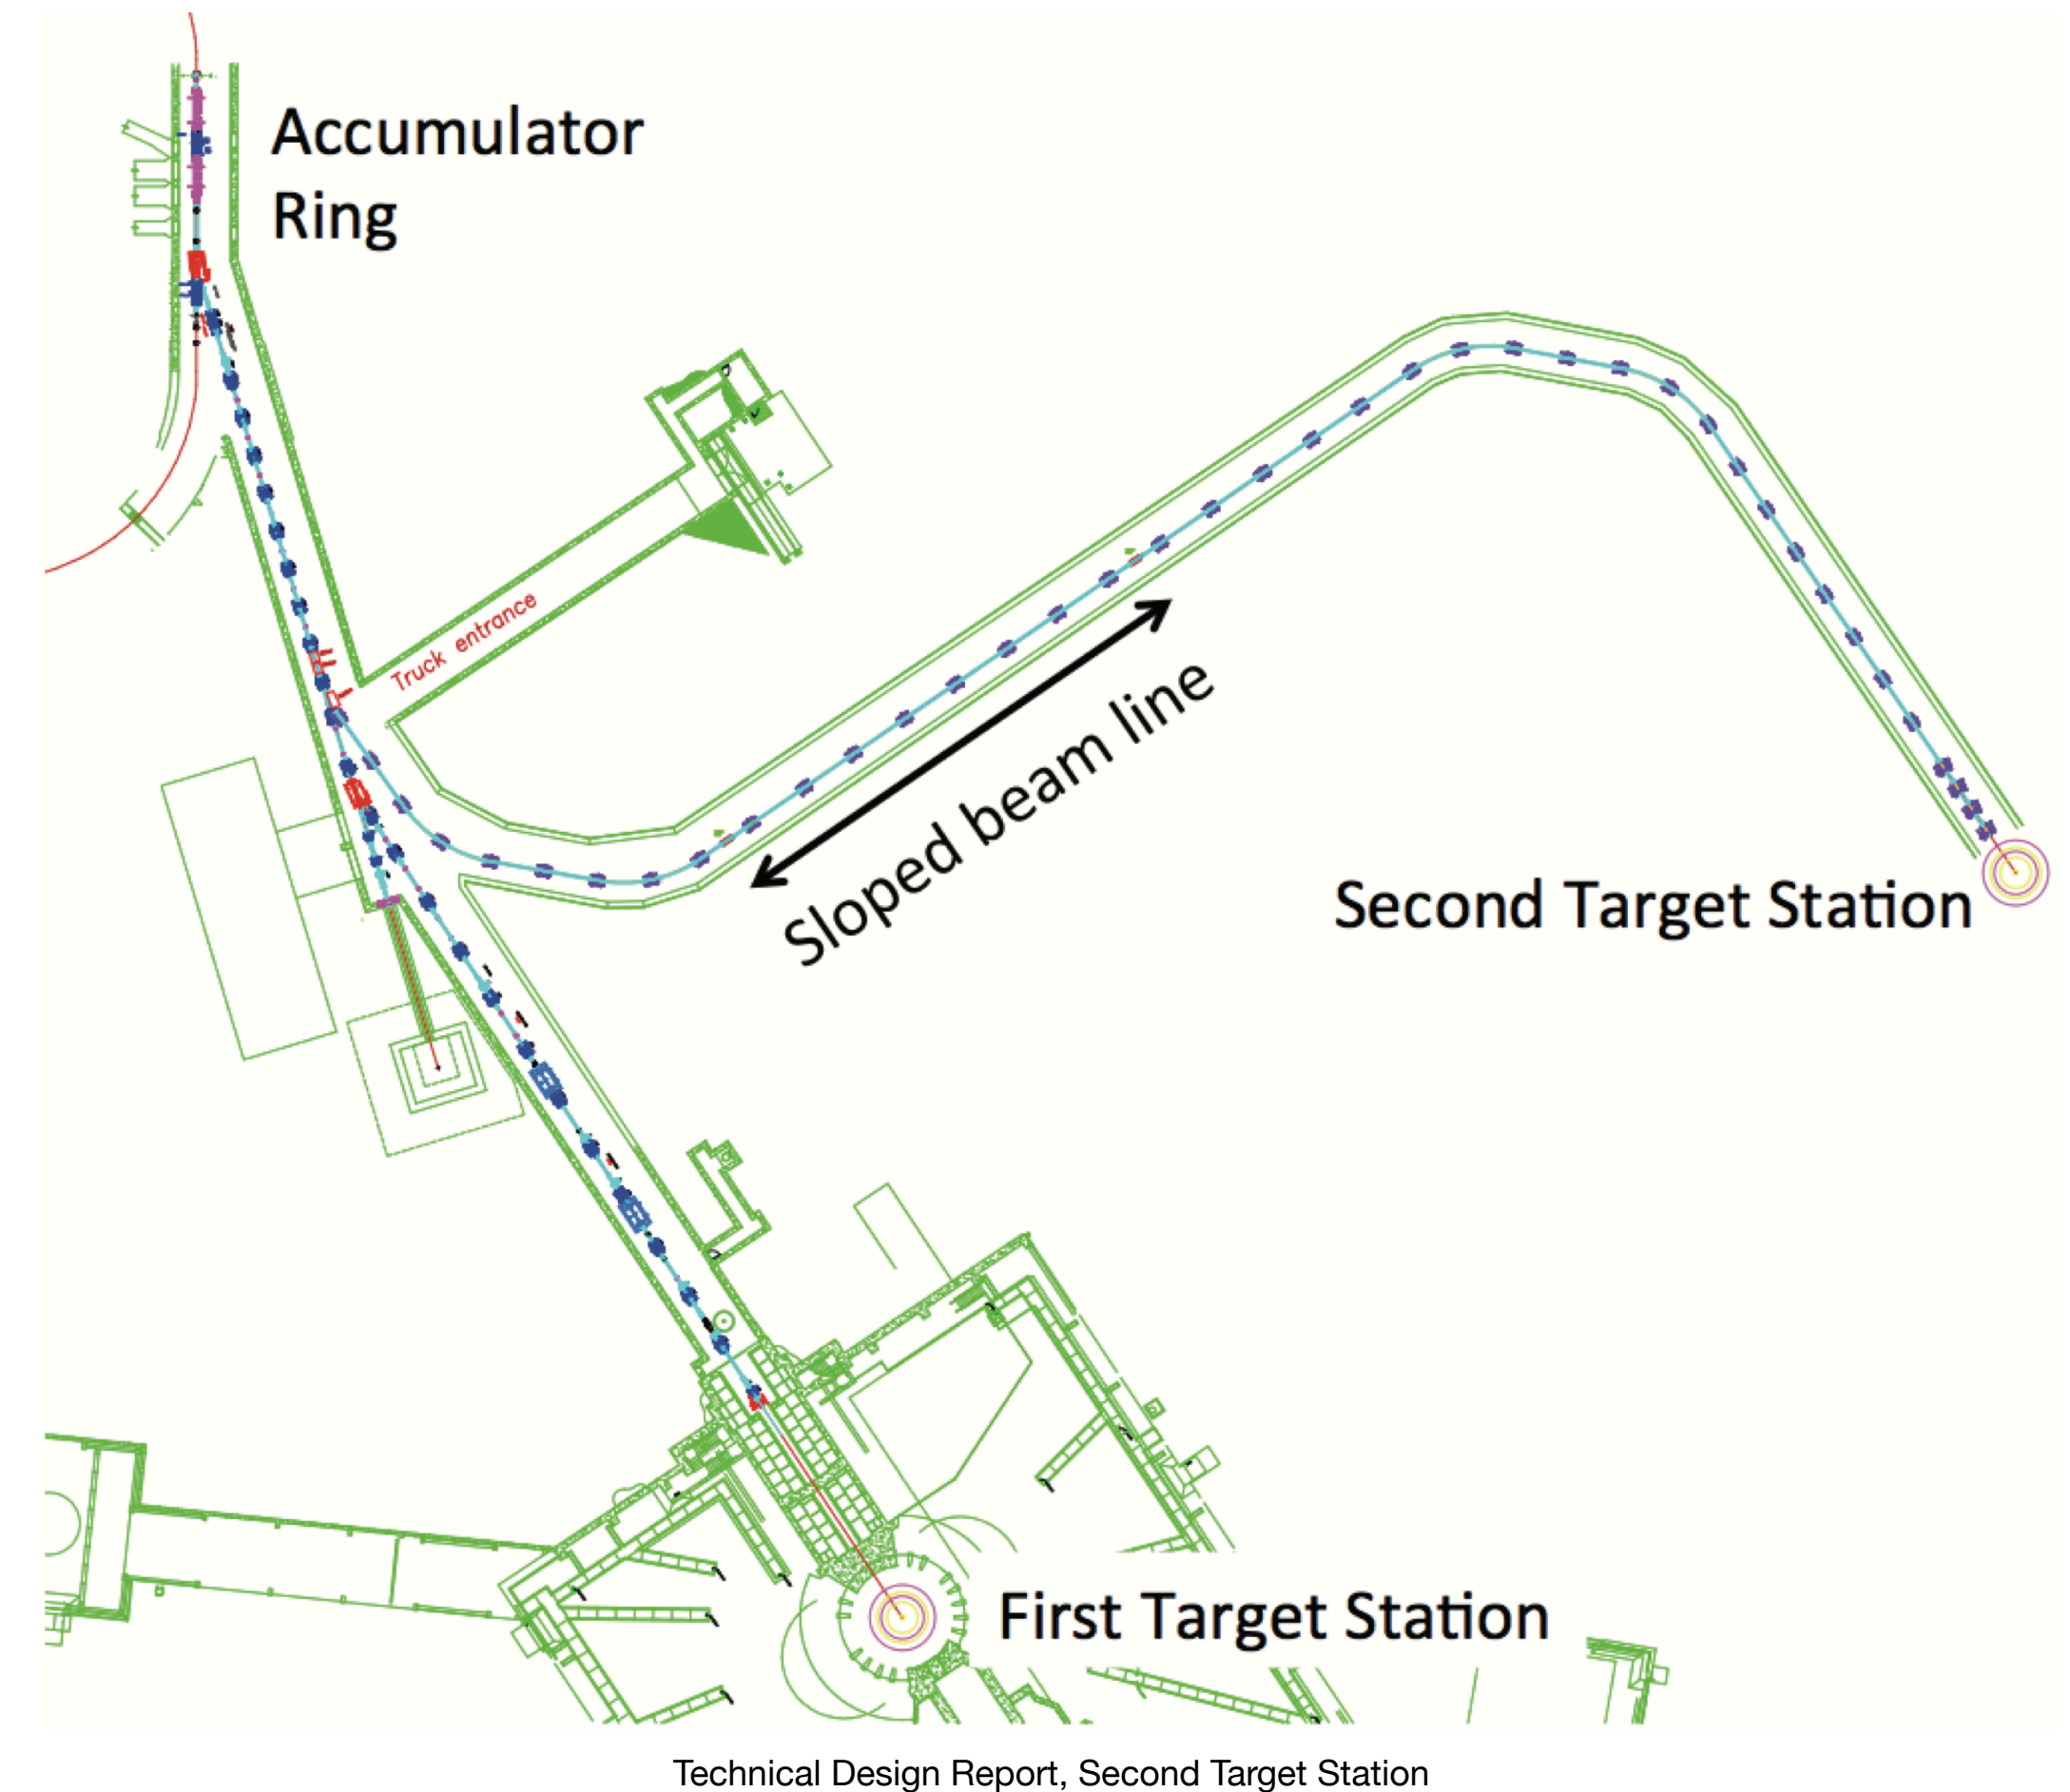 Accumulator
Ring
Truck entrance
Sloped beam line
Second Target Station
First Target Station
Technical Design Report, Second Target Station